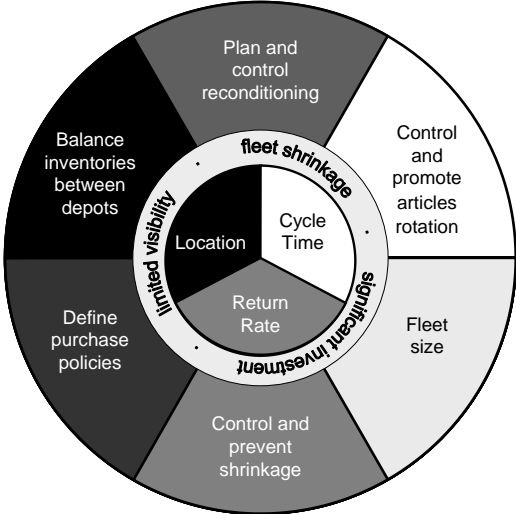 Plan and
control
reconditioning
Control
and
promote
articles
rotation
Fleet
size
Control and
prevent
shrinkage
Define
purchase
policies
Balance
inventories
between
depots
fleet shrinkage
significant investment
limited visibility
Location
Cycle
Time
Return
Rate